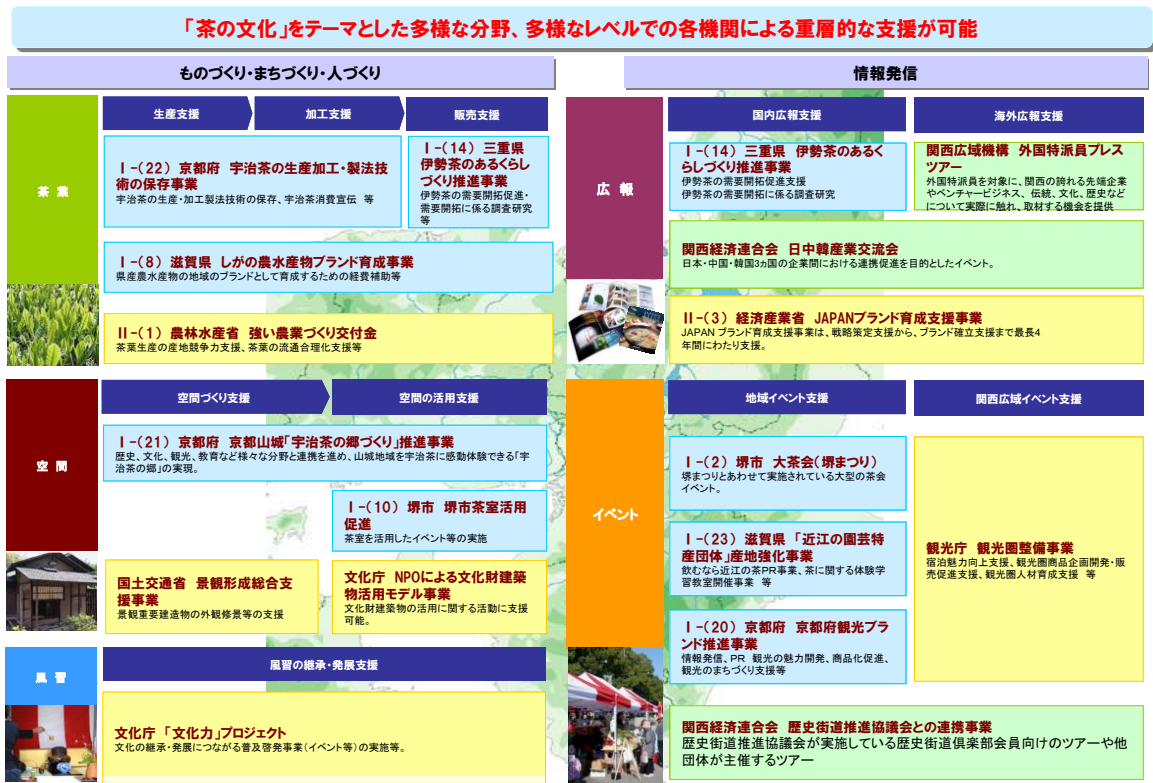 「茶の文化」をテーマとした多様な分野、多様なレベルでの各機関による重層的な支援が可能
ものづくり・まちづくり・人づくり
茶 葉
生産支援
加工支援
販売支援
Ⅰ-(22) 京都府 宇治茶の生産加工・製法技
術の保存事業
宇治茶の生産・加工製法技術の保存、宇治茶消費宣伝 等
Ⅰ-(14) 三重県
伊勢茶のあるくらし
づくり推進事業
伊勢茶の需要開拓促進・
需要開拓に係る調査研究
等
Ⅰ-(8) 滋賀県 しがの農水産物ブランド育成事業
県産農水産物の地域のブランドとして育成するための経費補助等
II-(1) 農林水産省 強い農業づくり交付金
茶葉生産の産地競争力支援、茶葉の流通合理化支援等
空 間
空間づくり支援
空間の活用支援
Ⅰ-(21) 京都府 京都山城「宇治茶の郷づくり」推進事業
歴史、文化、観光、教育など様々な分野と連携を進め、山城地域を宇治茶に感動体験できる「宇
治茶の郷」の実現。
Ⅰ-(10) 堺市 堺市茶室活用
促進
茶室を活用したイベント等の実施
国土交通省 景観形成総合支
援事業
景観重要建造物の外観修景等の支援
文化庁 NPOによる文化財建築
物活用モデル事業
文化財建築物の活用に関する活動に支援
可能。
風 習
風習の継承・発展支援
文化庁 「文化力」プロジェクト
文化の継承・発展につながる普及啓発事業(イベント等)の実施等。
情報発信
広 報
国内広報支援
海外広報支援
Ⅰ-(14) 三重県 伊勢茶のあるく
らしづくり推進事業
伊勢茶の需要開拓促進支援
伊勢茶の需要開拓に係る調査研究
関西広域機構 外国特派員プレス
ツアー
外国特派員を対象に、関西の誇れる先端企業
やベンチャービジネス、伝統、文化、歴史など
について実際に触れ、取材する機会を提供
関西経済連合会 日中韓産業交流会
日本・中国・韓国3ヵ国の企業間における連携促進を目的としたイベント。
II-(3) 経済産業省 JAPANブランド育成支援事業
JAPAN ブランド育成支援事業は、戦略策定支援から、ブランド確立支援まで最長4
年間にわたり支援。
イベント
地域イベント支援
関西広域イベント支援
Ⅰ-(2) 堺市 大茶会(堺まつり)
堺まつりとあわせて実施されている大型の茶会
イベント。
Ⅰ-(23) 滋賀県 「近江の園芸特
産団体」産地強化事業
飲むなら近江の茶PR事業、茶に関する体験学
習教室開催事業 等
Ⅰ-(20) 京都府 京都府観光ブラ
ンド推進事業
情報発信、PR 観光の魅力開発、商品化促進、
観光のまちづくり支援等
観光庁 観光圏整備事業
宿泊魅力向上支援、観光圏商品企画開発・販
売促進支援、観光圏人材育成支援 等
関西経済連合会 歴史街道推進協議会との連携事業
歴史街道推進協議会が実施している歴史街道倶楽部会員向けのツアーや他
団体が主催するツアー